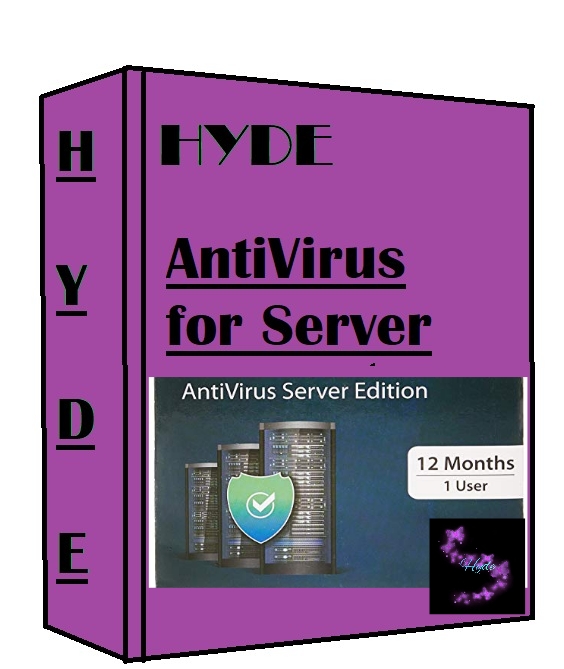 H
Y
D
E
HYDE
AntiVirus
for Server
AntiVirus Server Edition
12 Months
1 User
Hyde